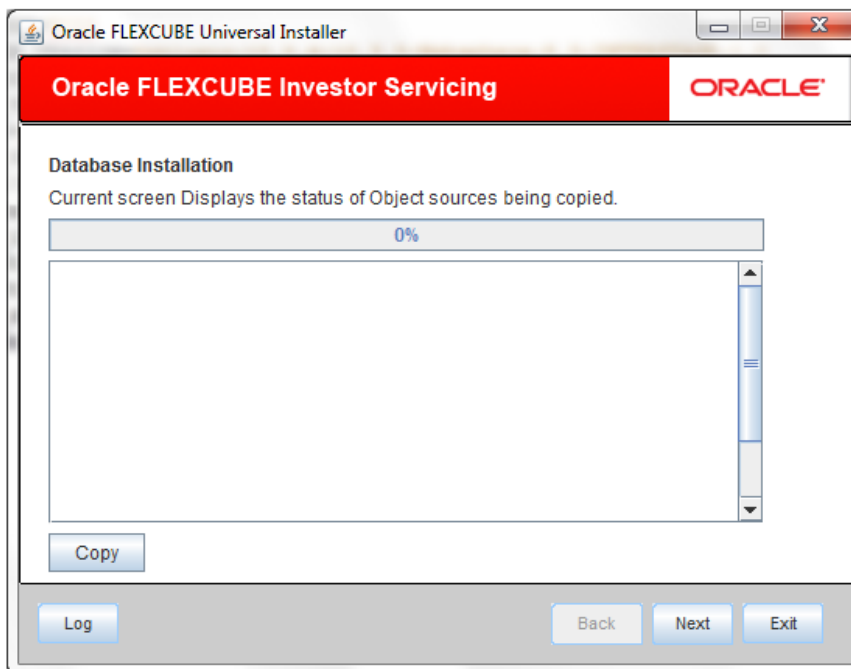 Oracle FLEXCUBE Universal Installer
Oracle FLEXCUBE Investor Servicing
ORACLE®
Database Installation
Current screen Displays the status of Object sources being copied.
0%
Copy
Log
Back
Next
Exit